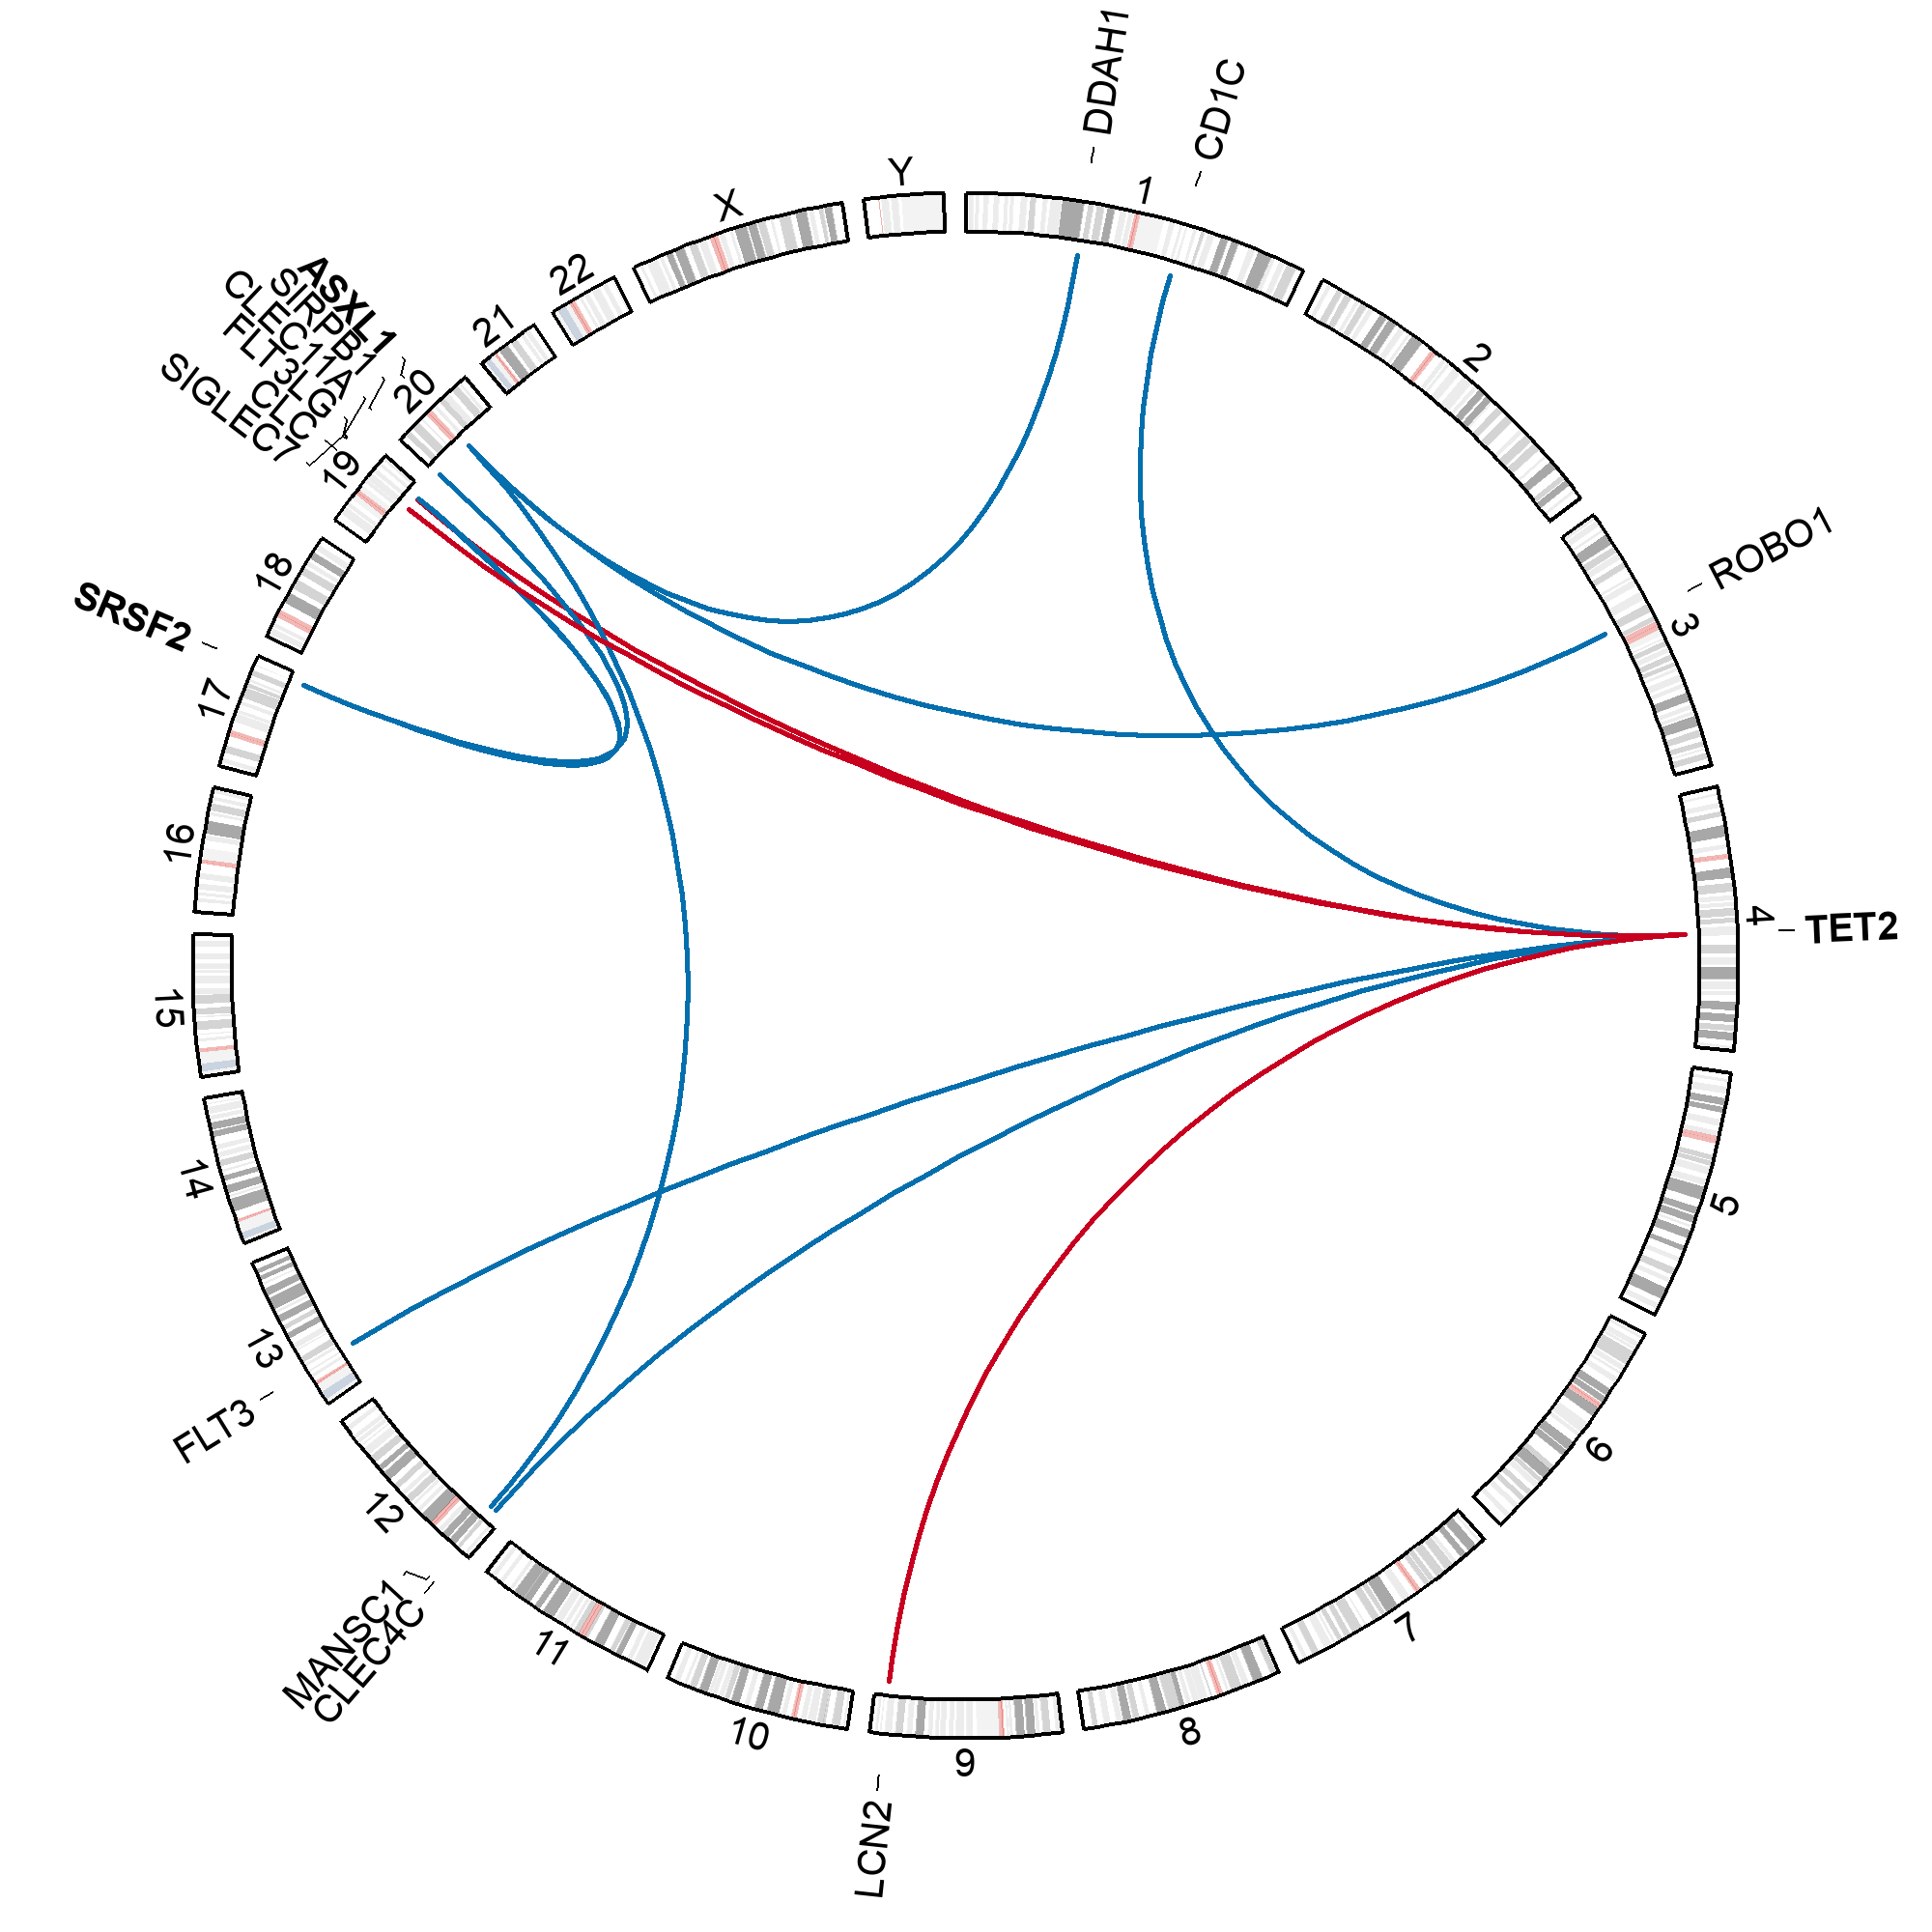 DDAH1
CD1C
1
2
ROBO1
3
4
TET2
5
6
7
8
9
LCN2
10
11
12
MANSC1
CLEC4C
13
FLT3
14
15
16
17
SRSF2
18
19
SIGLEC7
CLC
FLT3LG
CLEC11A
SIRPB1
ASXL1
20
21
22
X
Y